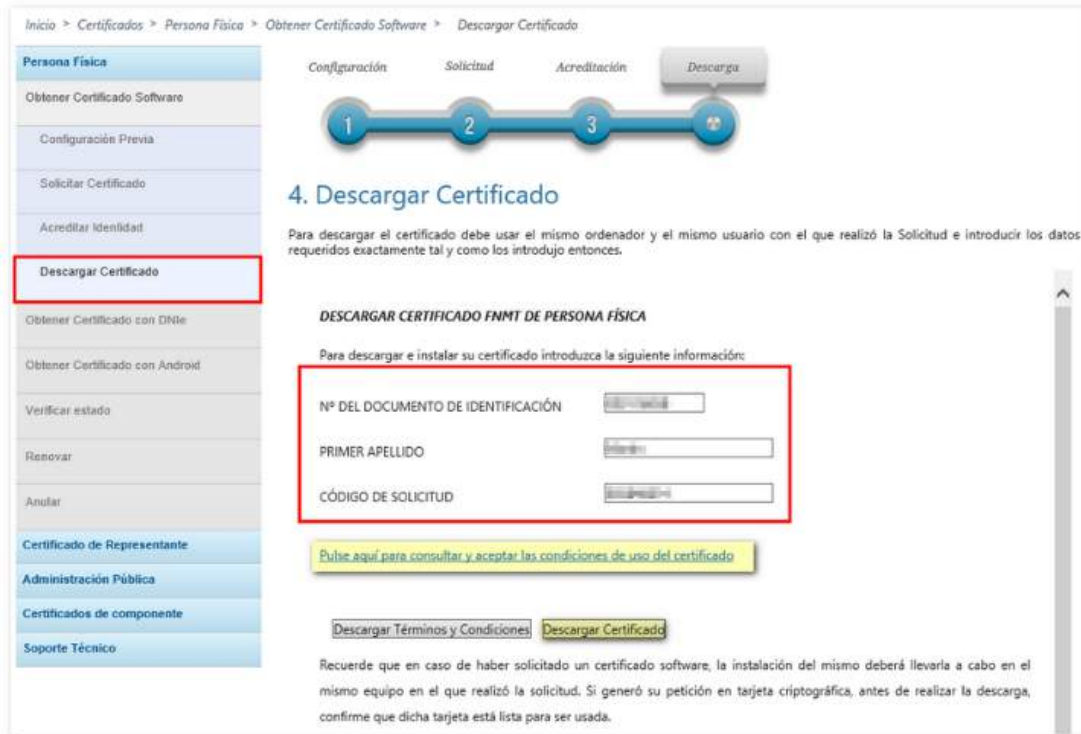 Inicio > Certificados > Persona Física > Obtener Certificado Software > Descargar Certificado
Persona Física
Obtener Certificado Software
Configuración Previa
Solicitar Certificado
Acreditar Identidad
Descargar Certificado
Obtener Certificado con DNIe
Obtener Certificado con Android
Verificar estado
Renovar
Anular
Certificado de Representante
Administración Pública
Certificados de componente
Soporte Técnico
Configuración Solicitud Acreditación Descarga
1 2 3
4. Descargar Certificado
Para descargar el certificado debe usar el mismo ordenador y el mismo usuario con el que realizó la Solicitud e introducir los datos
requeridos exactamente tal y como los introdujo entonces.
DESCARGAR CERTIFICADO FNMT DE PERSONA FÍSICA
Para descargar e instalar su certificado introduzca la siguiente información:
Nº DEL DOCUMENTO DE IDENTIFICACIÓN
PRIMER APELLIDO
CÓDIGO DE SOLICITUD
Pulse aquí para consultar y aceptar las condiciones de uso del certificado
Descargar Términos y Condiciones Descargar Certificado
Recuerde que en caso de haber solicitado un certificado software, la instalación del mismo deberá llevarla a cabo en el
mismo equipo en el que realizó la solicitud. Si generó su petición en tarjeta criptográfica, antes de realizar la descarga,
confirme que dicha tarjeta está lista para ser usada.